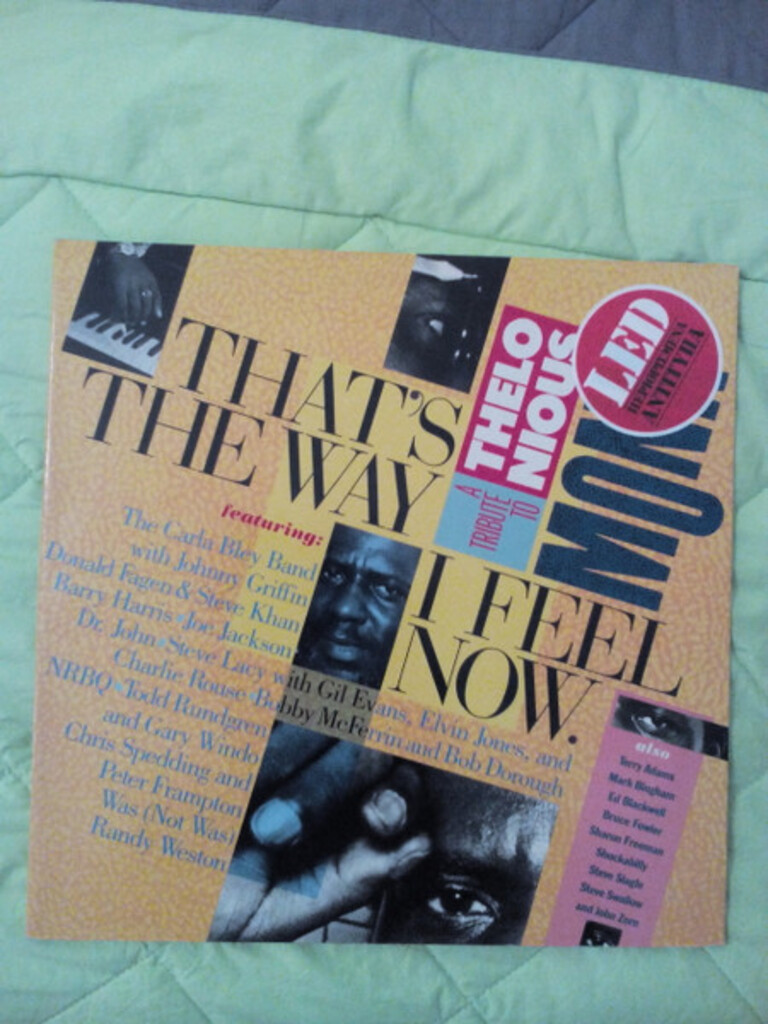 THAT'S
THE WAY
I FEEL
NOW.
A
TRIBUTE
TO
THELO
NIOUS
MONK
LED
ΠΕΡΙΟΡΙΣΜΕΝΑ
ΑΝΤΙΤΥΠΑ
featuring:
The Carla Bley Band
with Johnny Griffin
Donald Fagen & Steve Khan
Barry Harris • Joe Jackson
Dr. John • Steve Lacy with Gil Evans, Elvin Jones, and
Charlie Rouse • Bobby McFerrin and Bob Dorough
NRBQ • Todd Rundgren
and Gary Windo
Chris Spedding and
Peter Frampton
Was (Not Was)
Randy Weston
also
Terry Adams
Mark Bingham
Ed Blackwell
Bruce Fowler
Sharon Freeman
Shockabilly
Steve Slagle
Steve Swallow
and John Zorn